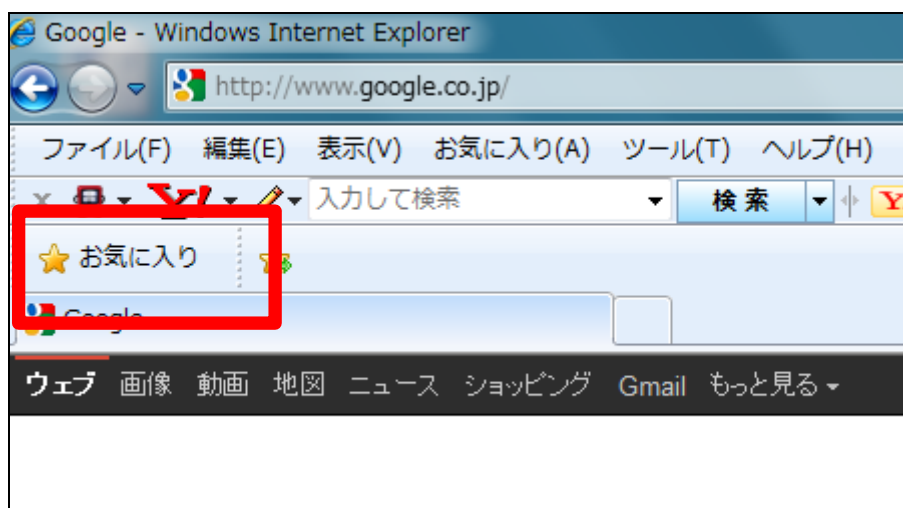 Google - Windows Internet Explorer
http://www.google.co.jp/
ファイル(F) 編集(E) 表示(V) お気に入り(A) ツール(T) ヘルプ(H)
Y! 入力して検索 検索 Y
お気に入り
Google
ウェブ 画像 動画 地図 ニュース ショッピング Gmail もっと見る